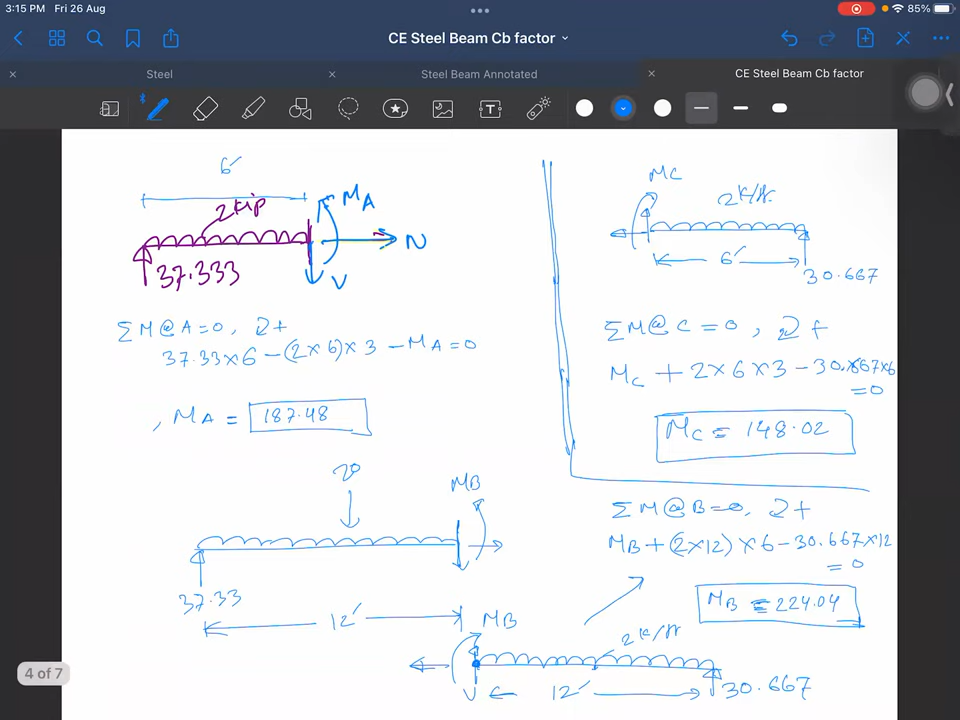 3:15 PM Fri 26 Aug
85%
CE Steel Beam Cb factor
Steel
Steel Beam Annotated
CE Steel Beam Cb factor
6'
MA
2kip
N
37.333
V
ΣM@A=0, +
37.33×6-(2×6)×3-MA=0
, MA = 187.48
20
MB
37.33
12'
MC
2k/ft
6'
30.667
ΣM@C=0, +
MC+2×6×3-30.667×6
=0
MC = 148.02
ΣM@B=0, +
MB+(2×12)×6-30.667×12
=0
MB = 224.04
MB
2k/ft
V
12'
30.667
4 of 7